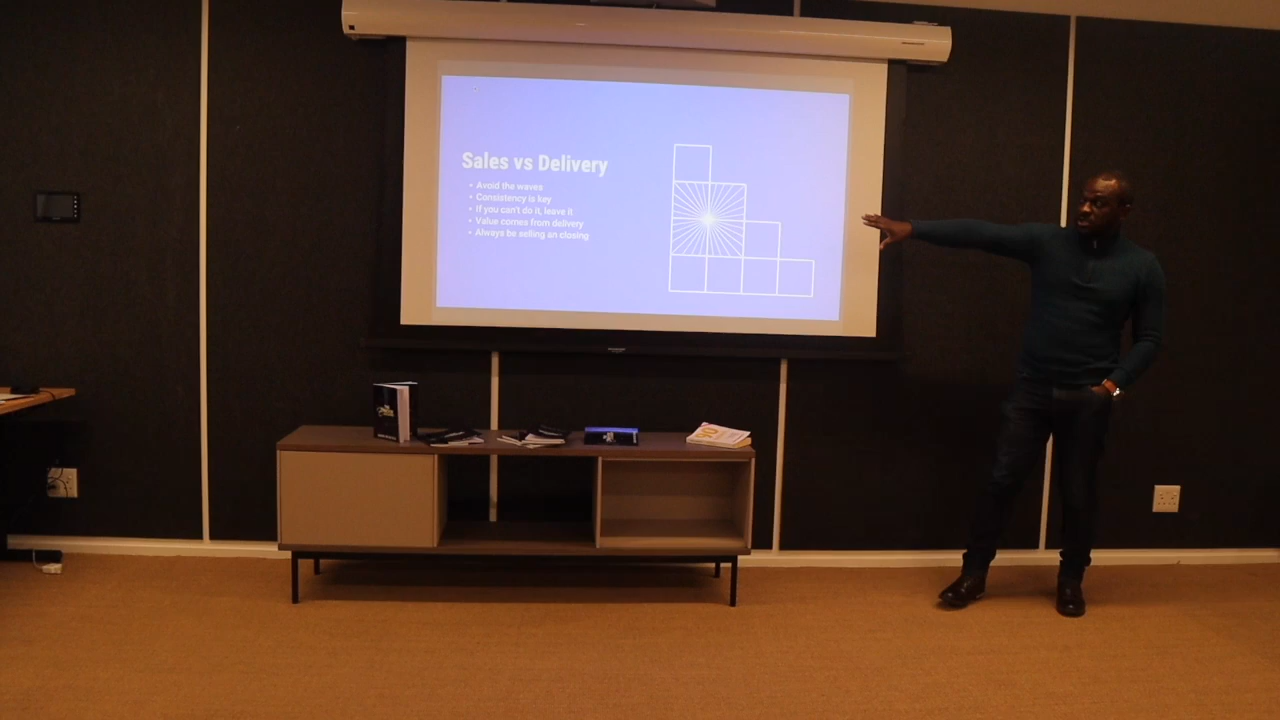 Sales vs Delivery
• Avoid the waves
• Consistency is key
• If you can't do it, leave it
• Value comes from delivery
• Always be selling an closing